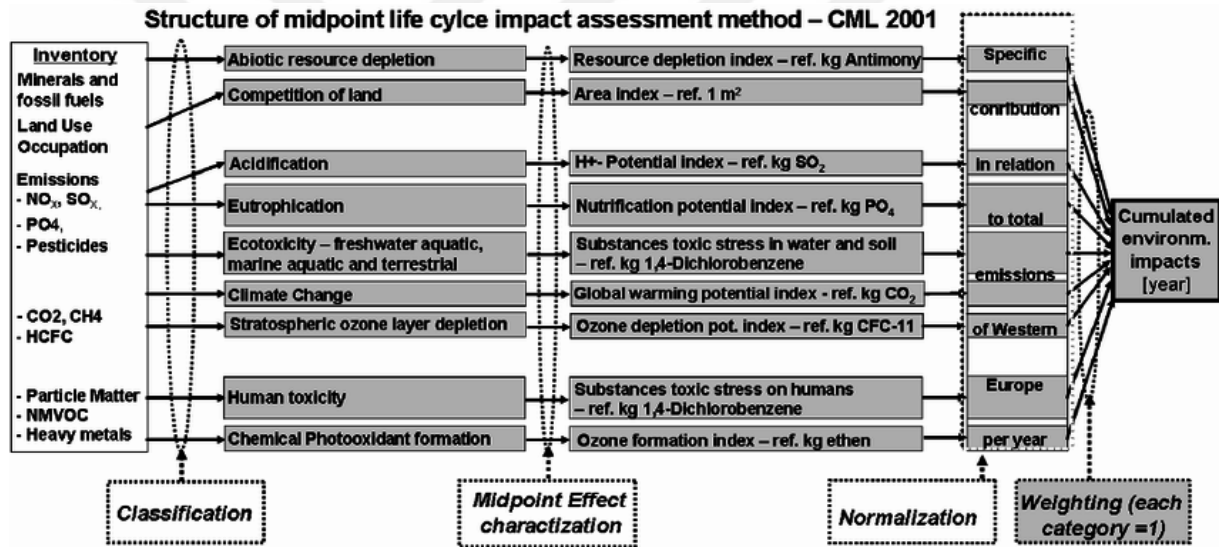 Structure of midpoint life cylce impact assessment method – CML 2001
Inventory
Minerals and
fossil fuels
Land Use
Occupation
Emissions
- NOx, SOx,
- PO4,
- Pesticides
- CO2, CH4
- HCFC
- Particle Matter
- NMVOC
- Heavy metals
Abiotic resource depletion
Competition of land
Acidification
Eutrophication
Ecotoxicity – freshwater aquatic,
marine aquatic and terrestrial
Climate Change
Stratospheric ozone layer depletion
Human toxicity
Chemical Photooxidant formation
Resource depletion index – ref. kg Antimony
Area index – ref. 1 m²
H+- Potential index – ref. kg SO₂
Nutrification potential index – ref. kg PO₄
Substances toxic stress in water and soil
– ref. kg 1,4-Dichlorobenzene
Global warming potential index - ref. kg CO₂
Ozone depletion pot. index – ref. kg CFC-11
Substances toxic stress on humans
– ref. kg 1,4-Dichlorobenzene
Ozone formation index – ref. kg ethen
Specific
conribution
in relation
to total
emissions
of Western
Europe
per year
Cumulated
environm.
impacts
[year]
Classification
Midpoint Effect
charactization
Normalization
Weighting (each
category =1)